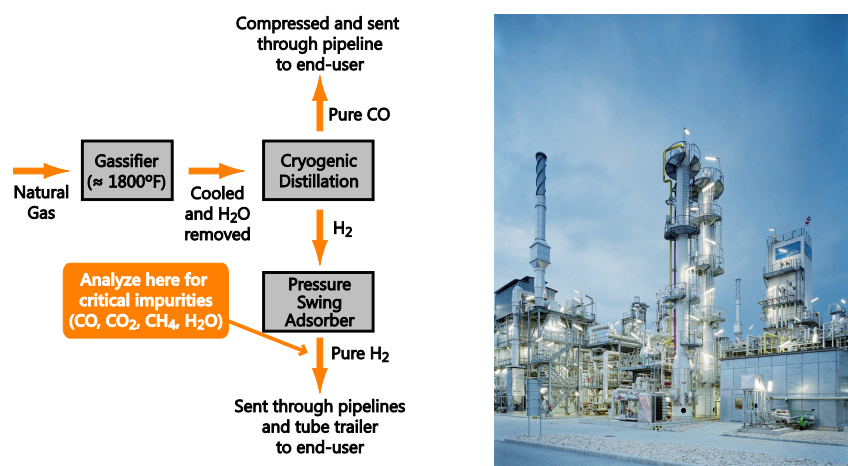 Compressed and sent
through pipeline
to end-user
Pure CO
Gassifier
(≈ 1800ºF)
Cryogenic
Distillation
Natural
Gas
Cooled
and H₂O
removed
H₂
Analyze here for
critical impurities
(CO, CO₂, CH₄, H₂O)
Pressure
Swing
Adsorber
Pure H₂
Sent through pipelines
and tube trailer
to end-user